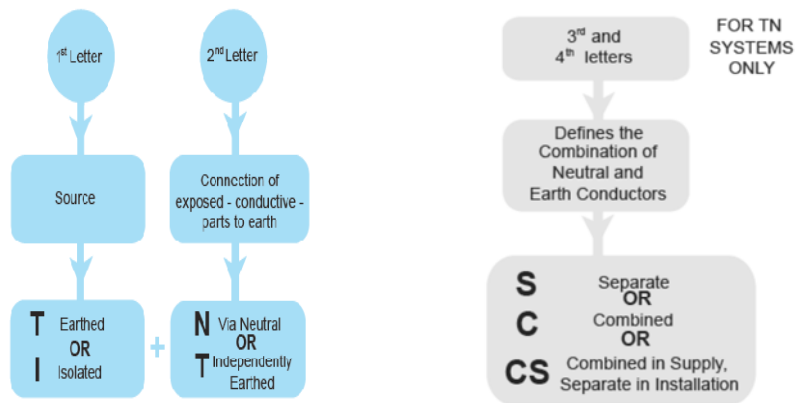 1st Letter
Source
T Earthed
OR
I Isolated
+
2nd Letter
Connection of
exposed - conductive -
parts to earth
N Via Neutral
OR
T Independently
Earthed
3rd and
4th letters
FOR TN
SYSTEMS
ONLY
Defines the
Combination of
Neutral and
Earth Conductors
S Separate
OR
C Combined
OR
CS Combined in Supply,
Separate in Installation